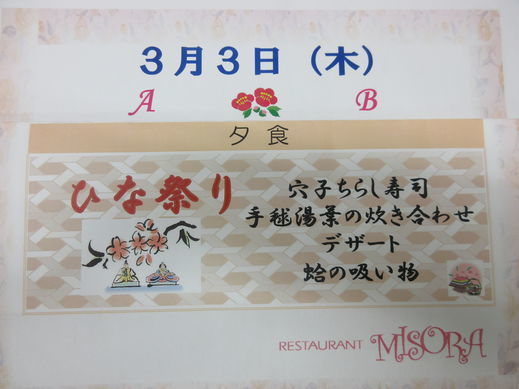 ３月３日（木）
A B
夕食
ひな祭り
穴子ちらし寿司
手毬湯葉の炊き合わせ
デザート
蛤の吸い物
RESTAURANT MISORA